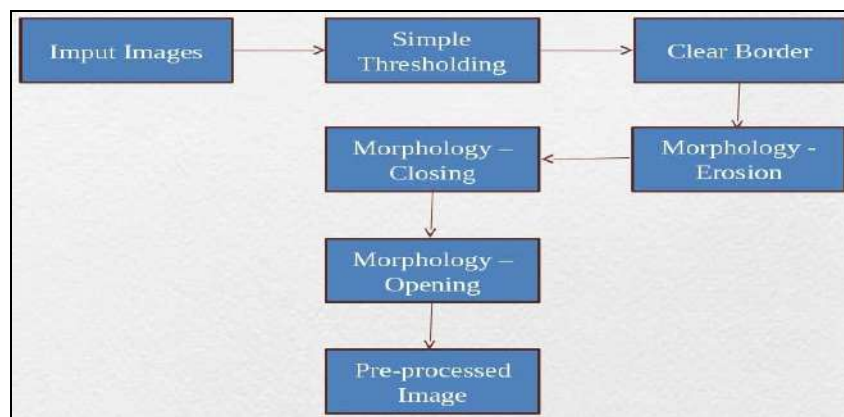 Imput Images
Simple
Thresholding
Clear Border
Morphology -
Erosion
Morphology –
Closing
Morphology –
Opening
Pre-processed
Image